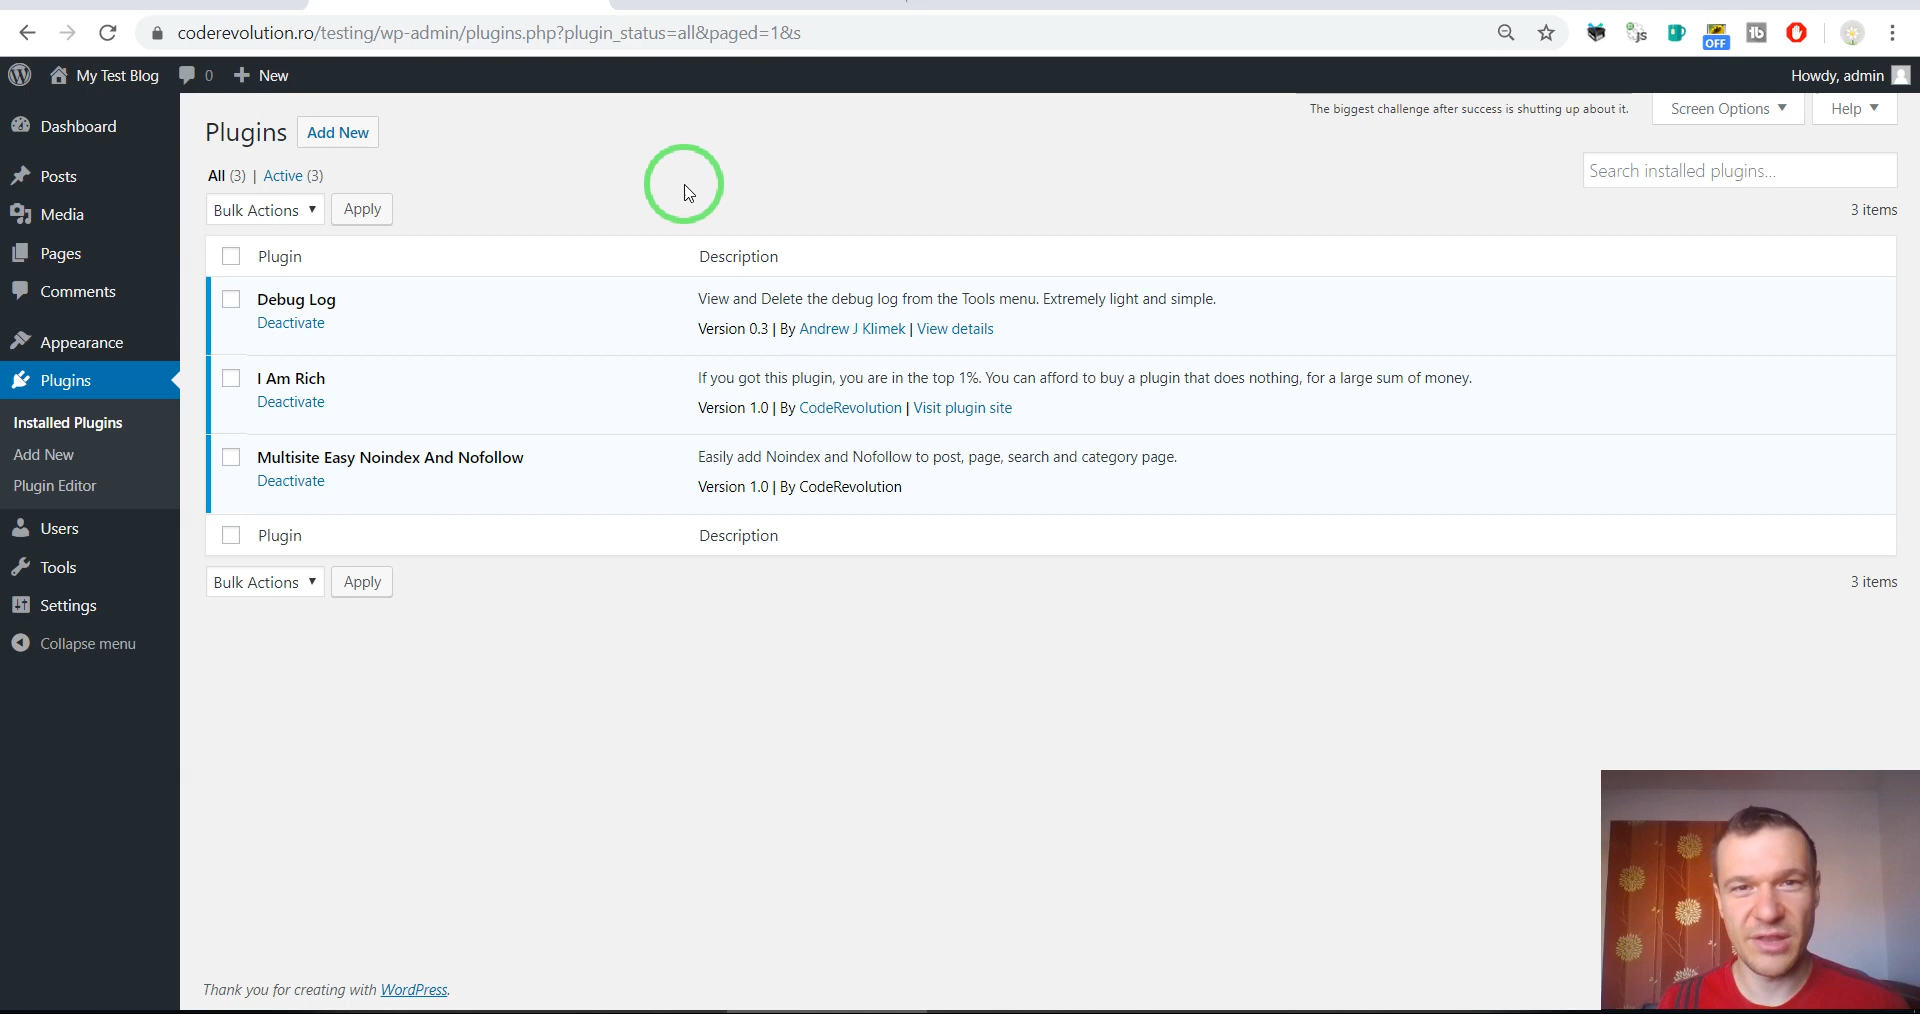 coderevolution.ro/testing/wp-admin/plugins.php?plugin_status=all&paged=1&s
OFF
My Test Blog 0 New
Howdy, admin
The biggest challenge after success is shutting up about it.
Screen Options
Help
Dashboard
Posts
Media
Pages
Comments
Appearance
Plugins
Installed Plugins
Add New
Plugin Editor
Users
Tools
Settings
Collapse menu
Plugins
Add New
All (3) | Active (3)
Search installed plugins...
Bulk Actions
Apply
3 items
Plugin
Description
Debug Log
Deactivate
View and Delete the debug log from the Tools menu. Extremely light and simple.
Version 0.3 | By Andrew J Klimek | View details
I Am Rich
Deactivate
If you got this plugin, you are in the top 1%. You can afford to buy a plugin that does nothing, for a large sum of money.
Version 1.0 | By CodeRevolution | Visit plugin site
Multisite Easy Noindex And Nofollow
Deactivate
Easily add Noindex and Nofollow to post, page, search and category page.
Version 1.0 | By CodeRevolution
Plugin
Description
Bulk Actions
Apply
3 items
Thank you for creating with WordPress.